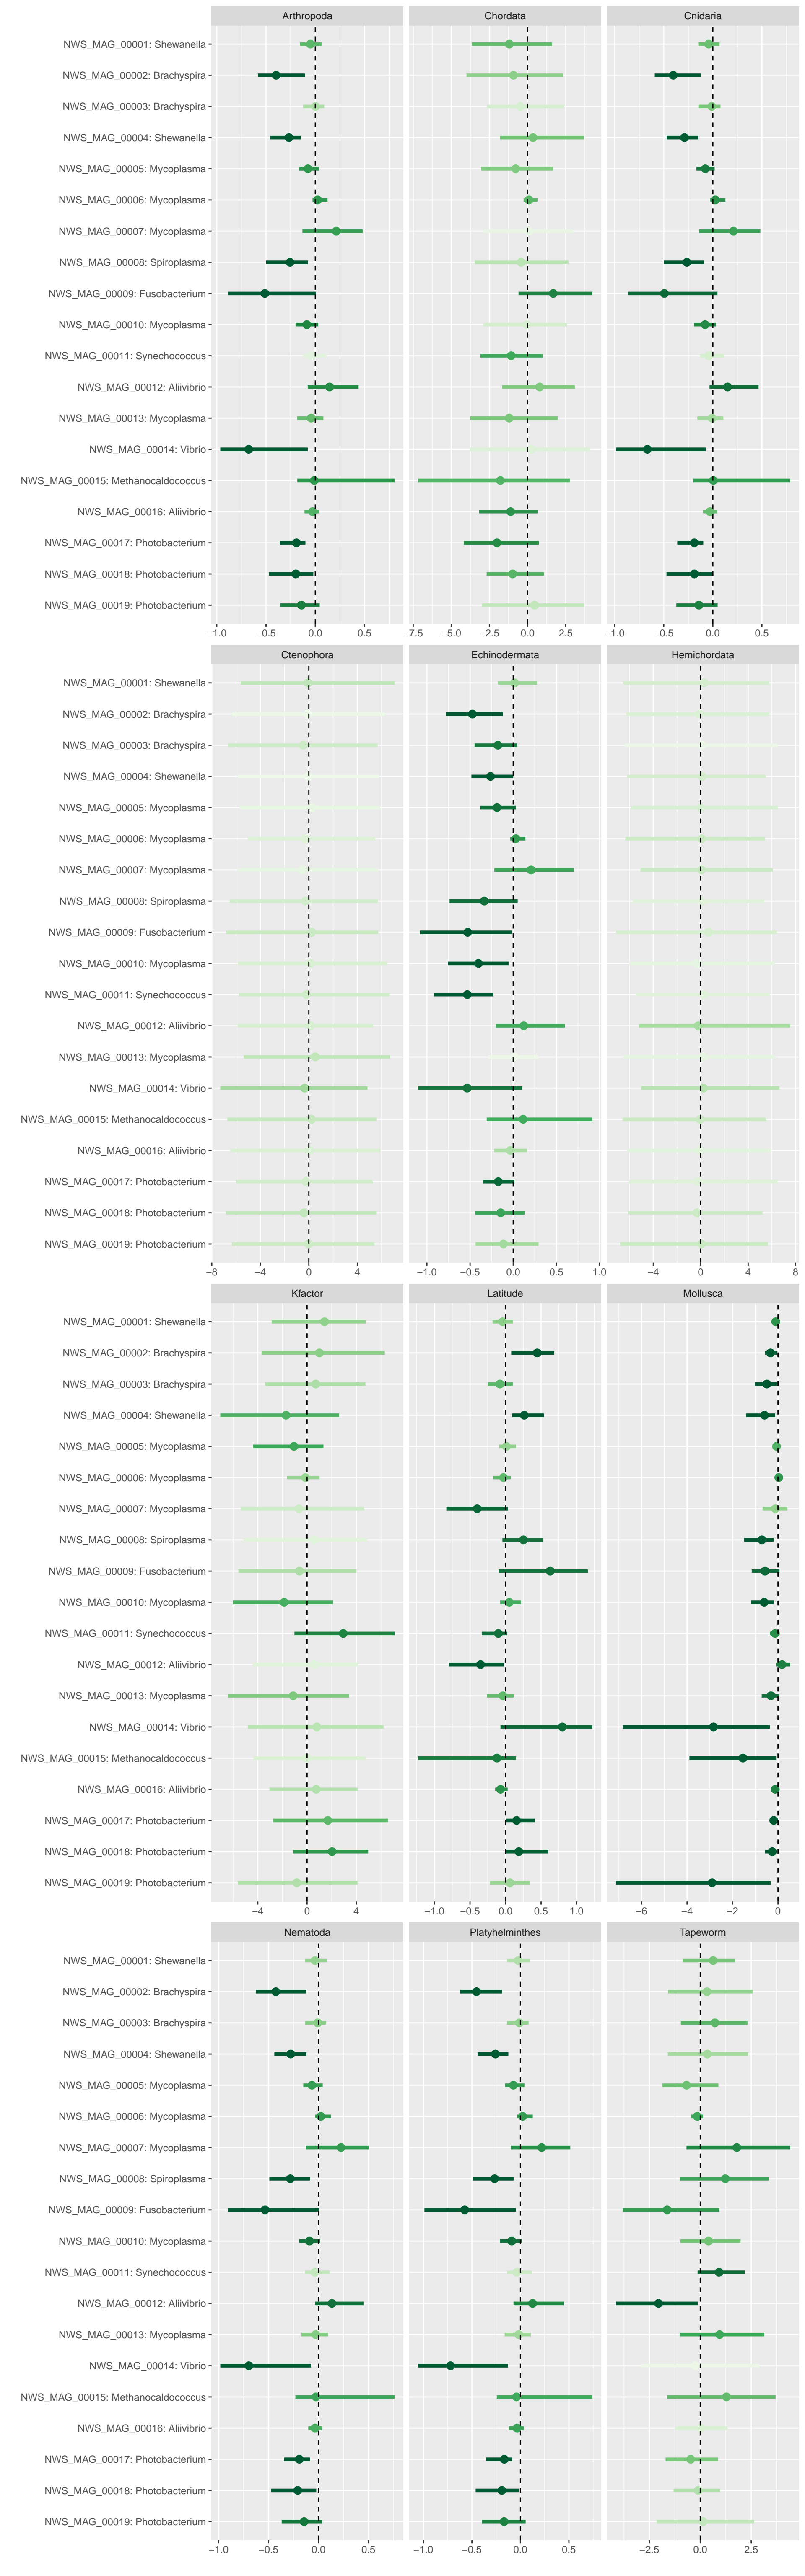 Arthropoda Chordata Cnidaria
NWS_MAG_00001: Shewanella
NWS_MAG_00002: Brachyspira
NWS_MAG_00003: Brachyspira
NWS_MAG_00004: Shewanella
NWS_MAG_00005: Mycoplasma
NWS_MAG_00006: Mycoplasma
NWS_MAG_00007: Mycoplasma
NWS_MAG_00008: Spiroplasma
NWS_MAG_00009: Fusobacterium
NWS_MAG_00010: Mycoplasma
NWS_MAG_00011: Synechococcus
NWS_MAG_00012: Aliivibrio
NWS_MAG_00013: Mycoplasma
NWS_MAG_00014: Vibrio
NWS_MAG_00015: Methanocaldococcus
NWS_MAG_00016: Aliivibrio
NWS_MAG_00017: Photobacterium
NWS_MAG_00018: Photobacterium
NWS_MAG_00019: Photobacterium
−1.0 −0.5 0.0 0.5 −7.5 −5.0 −2.5 0.0 2.5 −1.0 −0.5 0.0 0.5
Ctenophora Echinodermata Hemichordata
NWS_MAG_00001: Shewanella
NWS_MAG_00002: Brachyspira
NWS_MAG_00003: Brachyspira
NWS_MAG_00004: Shewanella
NWS_MAG_00005: Mycoplasma
NWS_MAG_00006: Mycoplasma
NWS_MAG_00007: Mycoplasma
NWS_MAG_00008: Spiroplasma
NWS_MAG_00009: Fusobacterium
NWS_MAG_00010: Mycoplasma
NWS_MAG_00011: Synechococcus
NWS_MAG_00012: Aliivibrio
NWS_MAG_00013: Mycoplasma
NWS_MAG_00014: Vibrio
NWS_MAG_00015: Methanocaldococcus
NWS_MAG_00016: Aliivibrio
NWS_MAG_00017: Photobacterium
NWS_MAG_00018: Photobacterium
NWS_MAG_00019: Photobacterium
−8 −4 0 4 −1.0 −0.5 0.0 0.5 1.0 −4 0 4 8
Kfactor Latitude Mollusca
NWS_MAG_00001: Shewanella
NWS_MAG_00002: Brachyspira
NWS_MAG_00003: Brachyspira
NWS_MAG_00004: Shewanella
NWS_MAG_00005: Mycoplasma
NWS_MAG_00006: Mycoplasma
NWS_MAG_00007: Mycoplasma
NWS_MAG_00008: Spiroplasma
NWS_MAG_00009: Fusobacterium
NWS_MAG_00010: Mycoplasma
NWS_MAG_00011: Synechococcus
NWS_MAG_00012: Aliivibrio
NWS_MAG_00013: Mycoplasma
NWS_MAG_00014: Vibrio
NWS_MAG_00015: Methanocaldococcus
NWS_MAG_00016: Aliivibrio
NWS_MAG_00017: Photobacterium
NWS_MAG_00018: Photobacterium
NWS_MAG_00019: Photobacterium
−4 0 4 −1.0 −0.5 0.0 0.5 1.0 −6 −4 −2 0
Nematoda Platyhelminthes Tapeworm
NWS_MAG_00001: Shewanella
NWS_MAG_00002: Brachyspira
NWS_MAG_00003: Brachyspira
NWS_MAG_00004: Shewanella
NWS_MAG_00005: Mycoplasma
NWS_MAG_00006: Mycoplasma
NWS_MAG_00007: Mycoplasma
NWS_MAG_00008: Spiroplasma
NWS_MAG_00009: Fusobacterium
NWS_MAG_00010: Mycoplasma
NWS_MAG_00011: Synechococcus
NWS_MAG_00012: Aliivibrio
NWS_MAG_00013: Mycoplasma
NWS_MAG_00014: Vibrio
NWS_MAG_00015: Methanocaldococcus
NWS_MAG_00016: Aliivibrio
NWS_MAG_00017: Photobacterium
NWS_MAG_00018: Photobacterium
NWS_MAG_00019: Photobacterium
−1.0 −0.5 0.0 0.5 −1.0 −0.5 0.0 0.5 −2.5 0.0 2.5